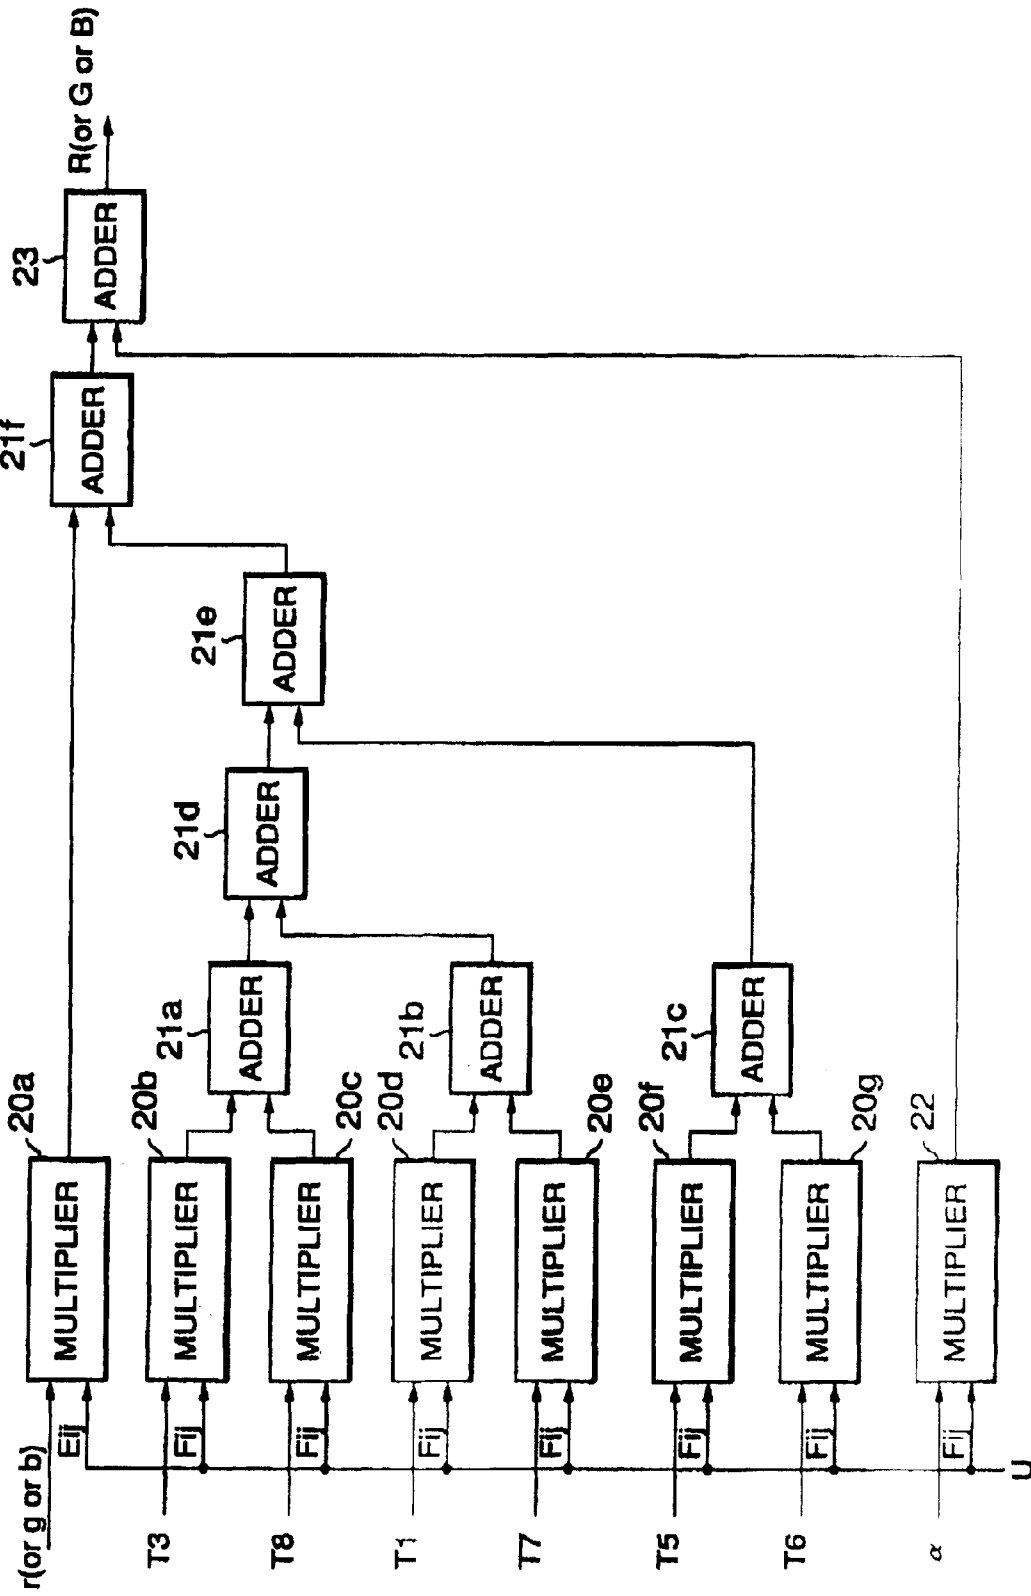 r(or g or b)
Eij
MULTIPLIER
20a
T3
Fij
MULTIPLIER
20b
T8
Fij
MULTIPLIER
20c
T1
Fij
MULTIPLIER
20d
T7
Fij
MULTIPLIER
20e
T5
Fij
MULTIPLIER
20f
T6
Fij
MULTIPLIER
20g
α
Fij
MULTIPLIER
22
U
21a
ADDER
21b
ADDER
21c
ADDER
21d
ADDER
21e
ADDER
21f
ADDER
23
ADDER
R(or G or B)